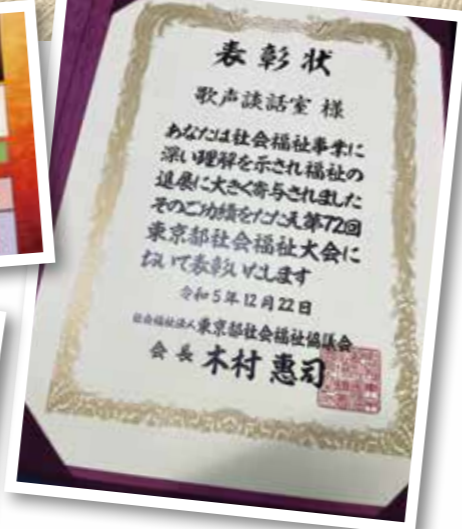 表彰状
歌声談話室 様
あなたは社会福祉事業に
深い理解を示され福祉の
進展に大きく寄与されました
そのご功績をたたえ第72回
東京都社会福祉大会に
おいて表彰いたします
令和5年12月22日
社会福祉法人東京都社会福祉協議会
会長 木村 惠司